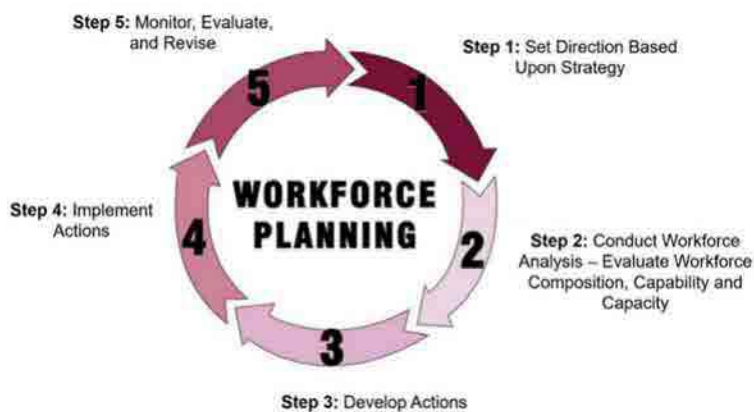 Step 5: Monitor, Evaluate,
and Revise
Step 1: Set Direction Based
Upon Strategy
5
1
WORKFORCE
PLANNING
Step 4: Implement
Actions
4
2
Step 2: Conduct Workforce
Analysis – Evaluate Workforce
Composition, Capability and
Capacity
3
Step 3: Develop Actions